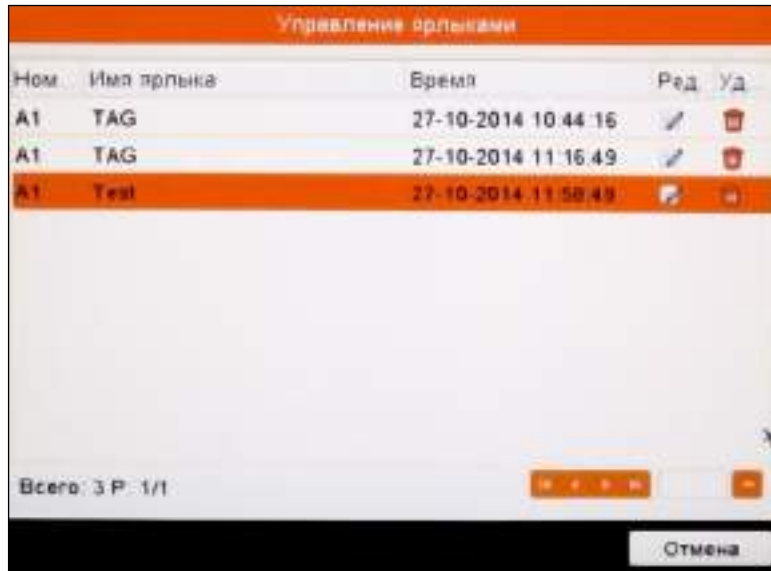 Управление ярлыками
Ном Имя ярлыка Время Ред. Уд.
A1 TAG 27-10-2014 10:44:16
A1 TAG 27-10-2014 11:16:49
A1 Test 27-10-2014 11:58:49
Всего: 3 P: 1/1
Отмена